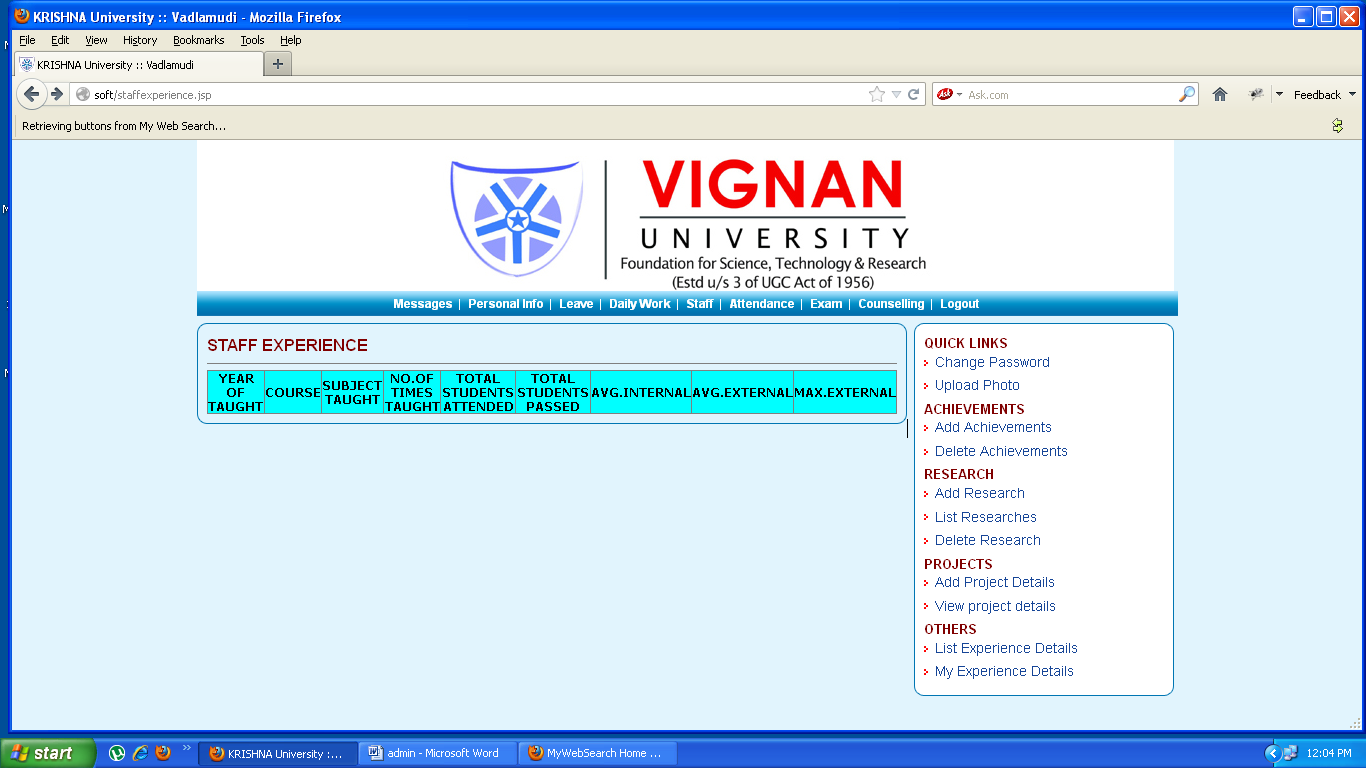 KRISHNA University :: Vadlamudi - Mozilla Firefox
File Edit View History Bookmarks Tools Help
KRISHNA University :: Vadlamudi
soft/staffexperience.jsp
Ask Ask.com
Feedback
Retrieving buttons from My Web Search...
VIGNAN
UNIVERSITY
Foundation for Science, Technology & Research
(Estd u/s 3 of UGC Act of 1956)
Messages | Personal Info | Leave | Daily Work | Staff | Attendance | Exam | Counselling | Logout
STAFF EXPERIENCE
YEAR OF TAUGHT
COURSE
SUBJECT TAUGHT
NO.OF TIMES TAUGHT
TOTAL STUDENTS ATTENDED
TOTAL STUDENTS PASSED
AVG.INTERNAL
AVG.EXTERNAL
MAX.EXTERNAL
QUICK LINKS
Change Password
Upload Photo
ACHIEVEMENTS
Add Achievements
Delete Achievements
RESEARCH
Add Research
List Researches
Delete Research
PROJECTS
Add Project Details
View project details
OTHERS
List Experience Details
My Experience Details
start
KRISHNA University :...
admin - Microsoft Word
MyWebSearch Home ...
12:04 PM